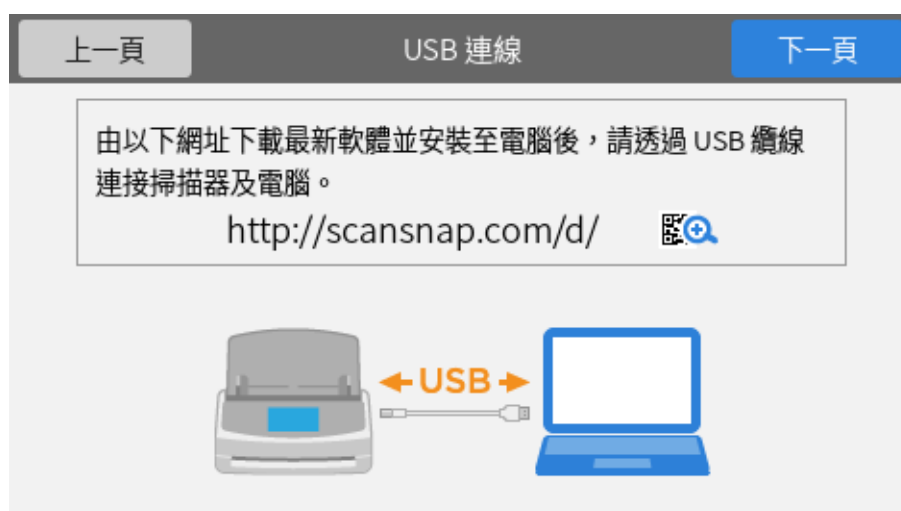 上一頁 USB 連線 下一頁
由以下網址下載最新軟體並安裝至電腦後，請透過 USB 纜線
連接掃描器及電腦。
http://scansnap.com/d/
USB